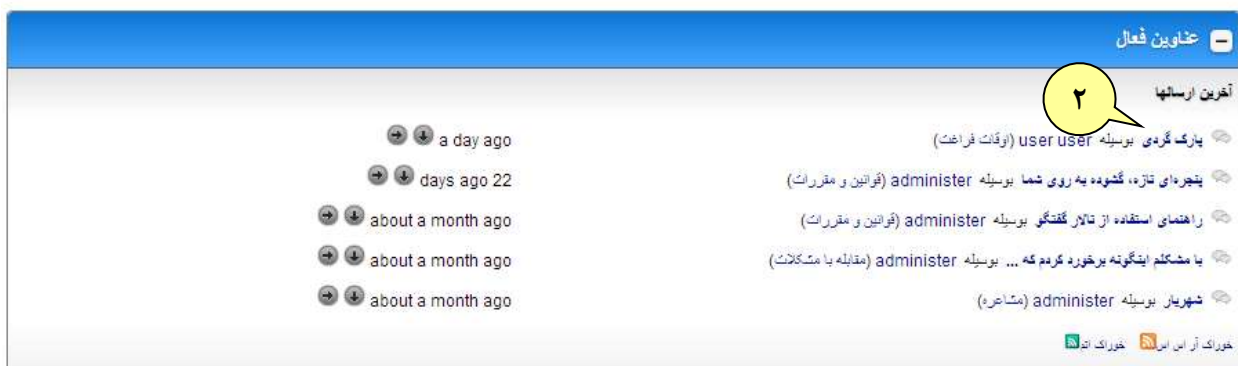 عناوین فعال
آخرین ارسالها
۲
پارک گردی بوسیله user user (اوقات فراغت) a day ago
پنجره‌ای تازه، گشوده به روی شما بوسیله administer (قوانین و مقررات) days ago 22
راهنمای استفاده از تالار گفتگو بوسیله administer (قوانین و مقررات) about a month ago
با مشکلم اینگونه برخورد کردم که ... بوسیله administer (مقابله با مشکلات) about a month ago
شهریار بوسیله administer (مشاعره) about a month ago
خوراک آر اس اس خوراک اتم